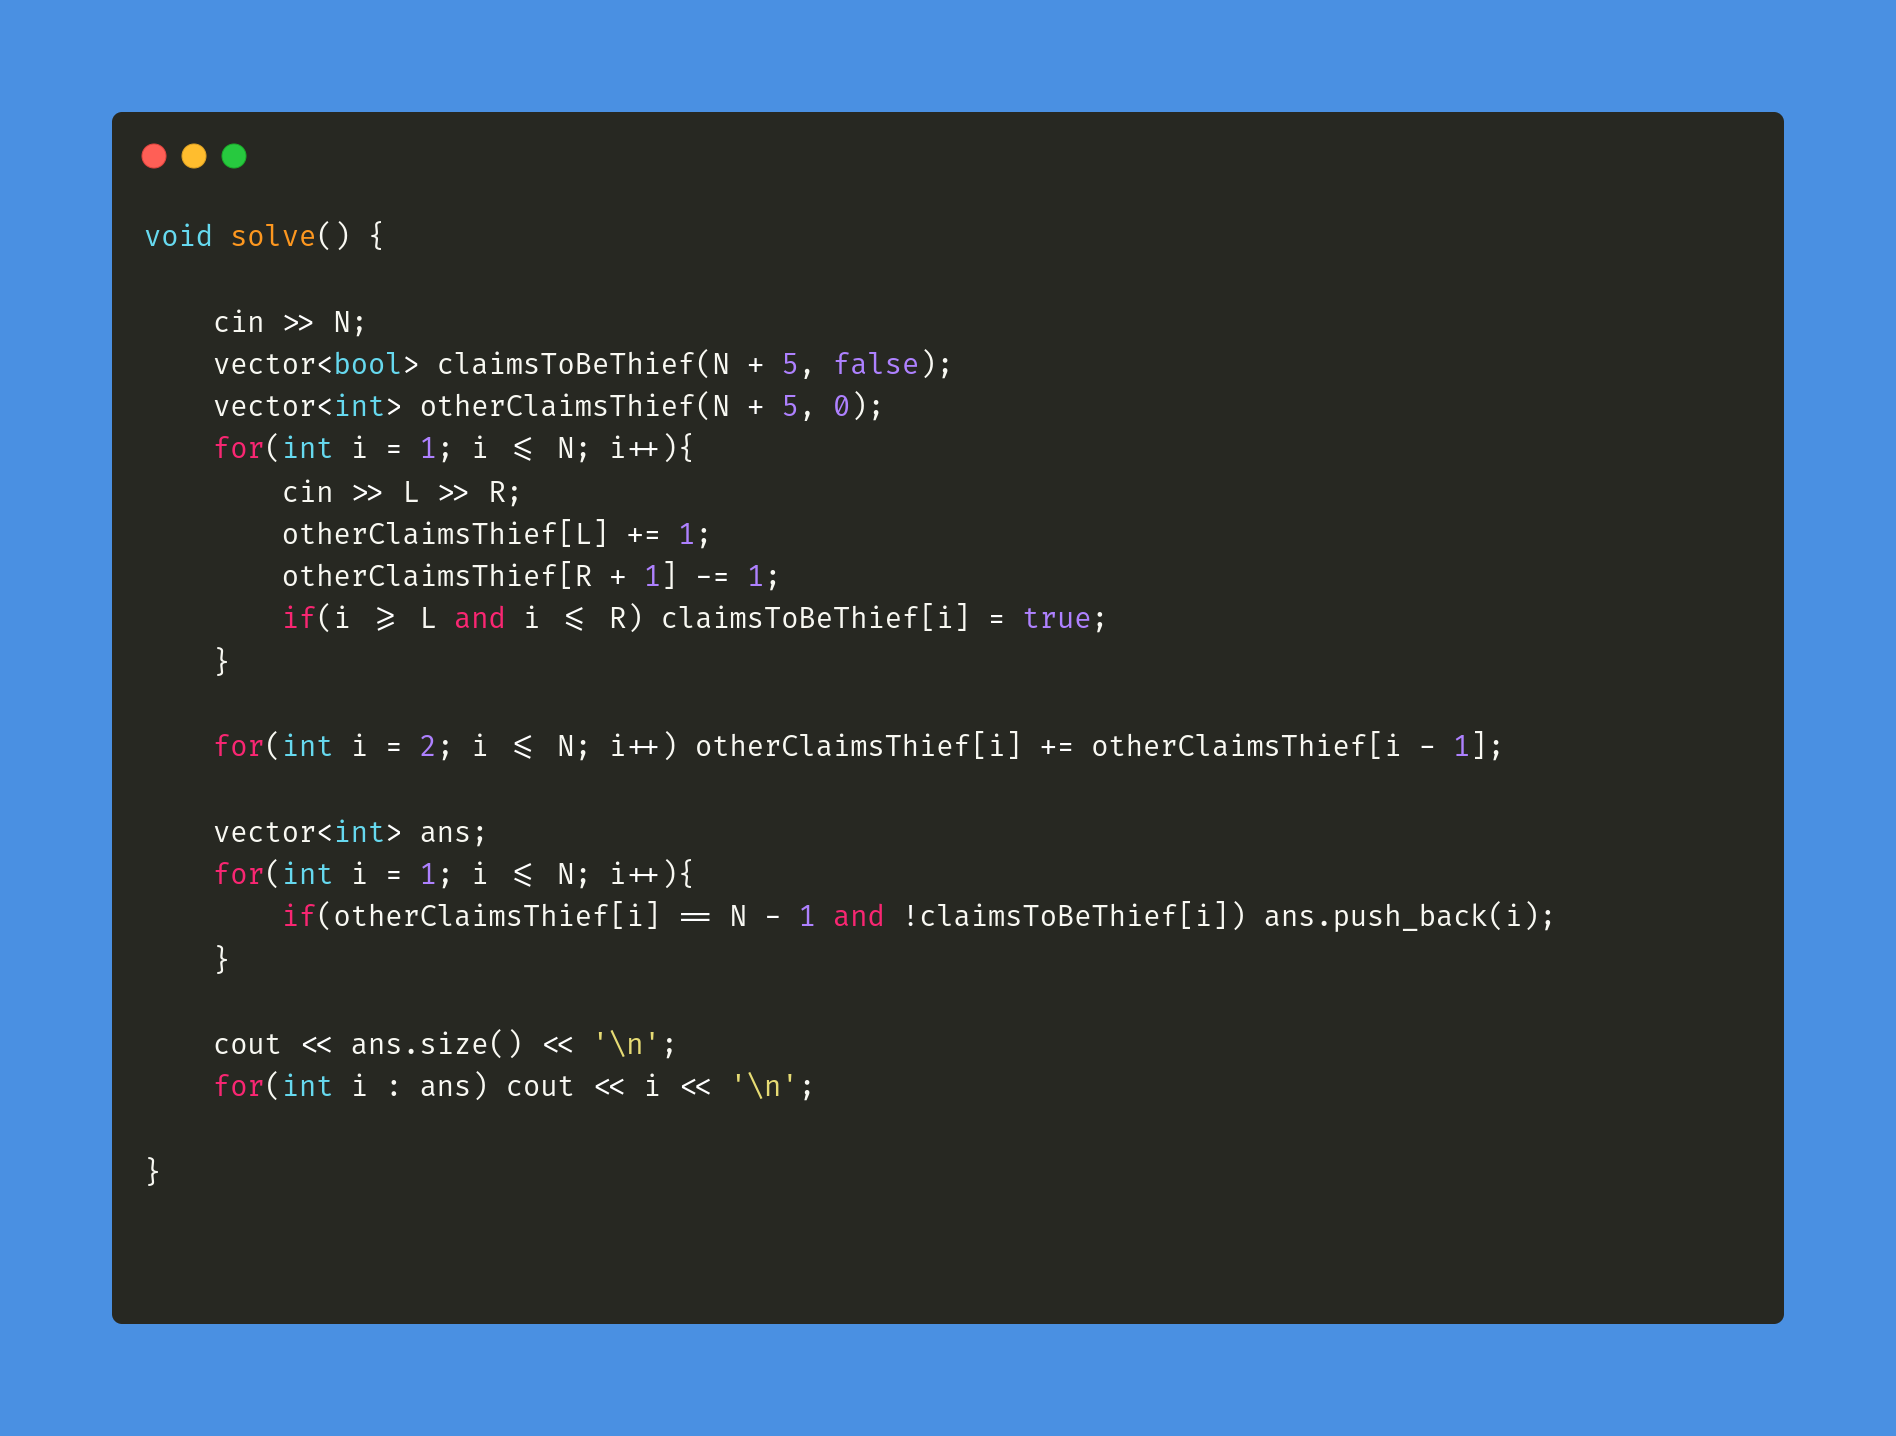 void solve() {
cin >> N;
vector<bool> claimsToBeThief(N + 5, false);
vector<int> otherClaimsThief(N + 5, 0);
for(int i = 1; i <= N; i++){
cin >> L >> R;
otherClaimsThief[L] += 1;
otherClaimsThief[R + 1] -= 1;
if(i >= L and i <= R) claimsToBeThief[i] = true;
}
for(int i = 2; i <= N; i++) otherClaimsThief[i] += otherClaimsThief[i - 1];
vector<int> ans;
for(int i = 1; i <= N; i++){
if(otherClaimsThief[i] == N - 1 and !claimsToBeThief[i]) ans.push_back(i);
}
cout << ans.size() << '\n';
for(int i : ans) cout << i << '\n';
}